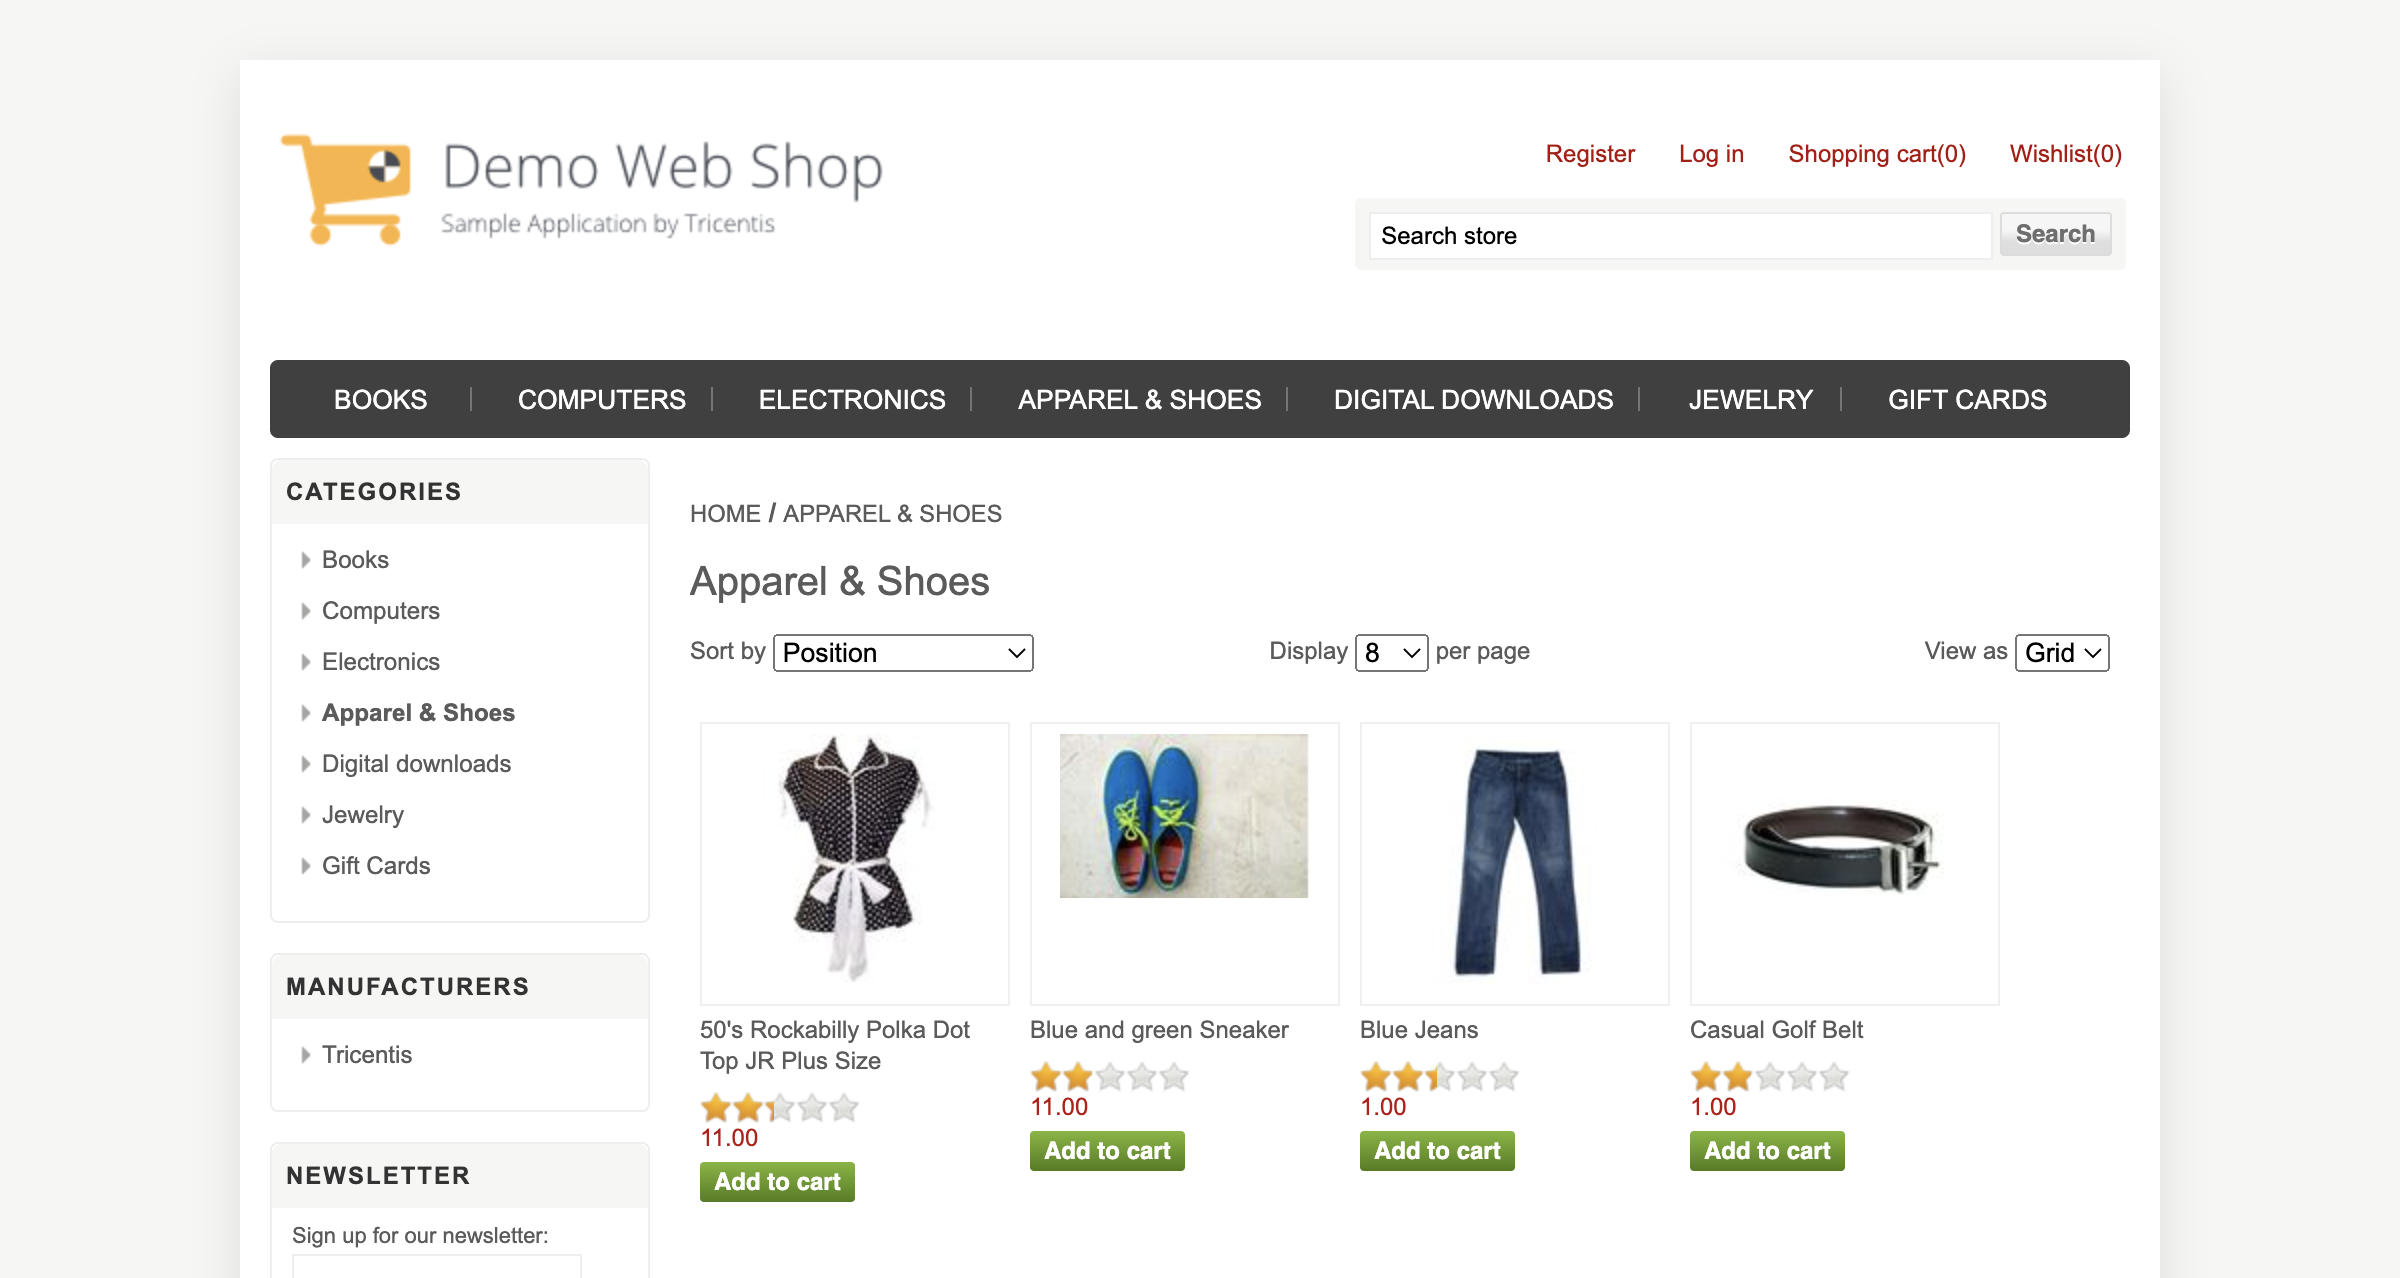 Demo Web Shop
Sample Application by Tricentis
Register Log in Shopping cart(0) Wishlist(0)
Search store Search
BOOKS COMPUTERS ELECTRONICS APPAREL & SHOES DIGITAL DOWNLOADS JEWELRY GIFT CARDS
CATEGORIES
Books
Computers
Electronics
Apparel & Shoes
Digital downloads
Jewelry
Gift Cards
MANUFACTURERS
Tricentis
NEWSLETTER
Sign up for our newsletter:
HOME / APPAREL & SHOES
Apparel & Shoes
Sort by Position Display 8 per page View as Grid
50's Rockabilly Polka Dot
Top JR Plus Size
11.00
Add to cart
Blue and green Sneaker
11.00
Add to cart
Blue Jeans
1.00
Add to cart
Casual Golf Belt
1.00
Add to cart